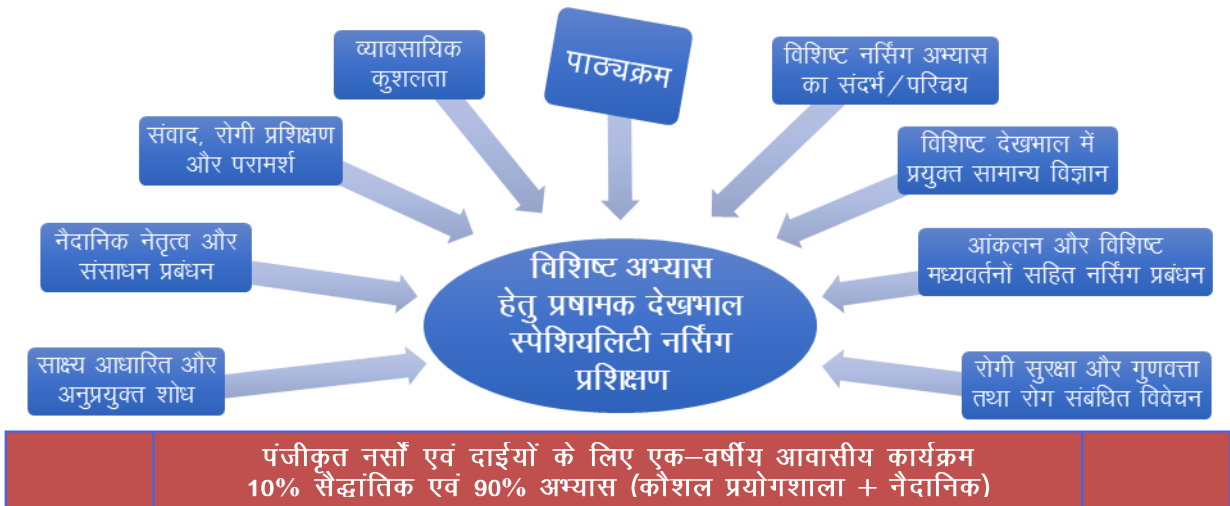 पाठ्यक्रम
व्यावसायिक
कुशलता
विशिष्ट नर्सिंग अभ्यास
का संदर्भ/परिचय
संवाद, रोगी प्रशिक्षण
और परामर्श
विशिष्ट देखभाल में
प्रयुक्त सामान्य विज्ञान
नैदानिक नेतृत्व और
संसाधन प्रबंधन
आंकलन और विशिष्ट
मध्यवर्तनों सहित नर्सिंग प्रबंधन
साक्ष्य आधारित और
अनुप्रयुक्त शोध
रोगी सुरक्षा और गुणवत्ता
तथा रोग संबंधित विवेचन
विशिष्ट अभ्यास
हेतु प्रषामक देखभाल
स्पेशियलिटी नर्सिंग
प्रशिक्षण
पंजीकृत नर्सों एवं दाईयों के लिए एक–वर्षीय आवासीय कार्यक्रम
10% सैद्धांतिक एवं 90% अभ्यास (कौशल प्रयोगशाला + नैदानिक)